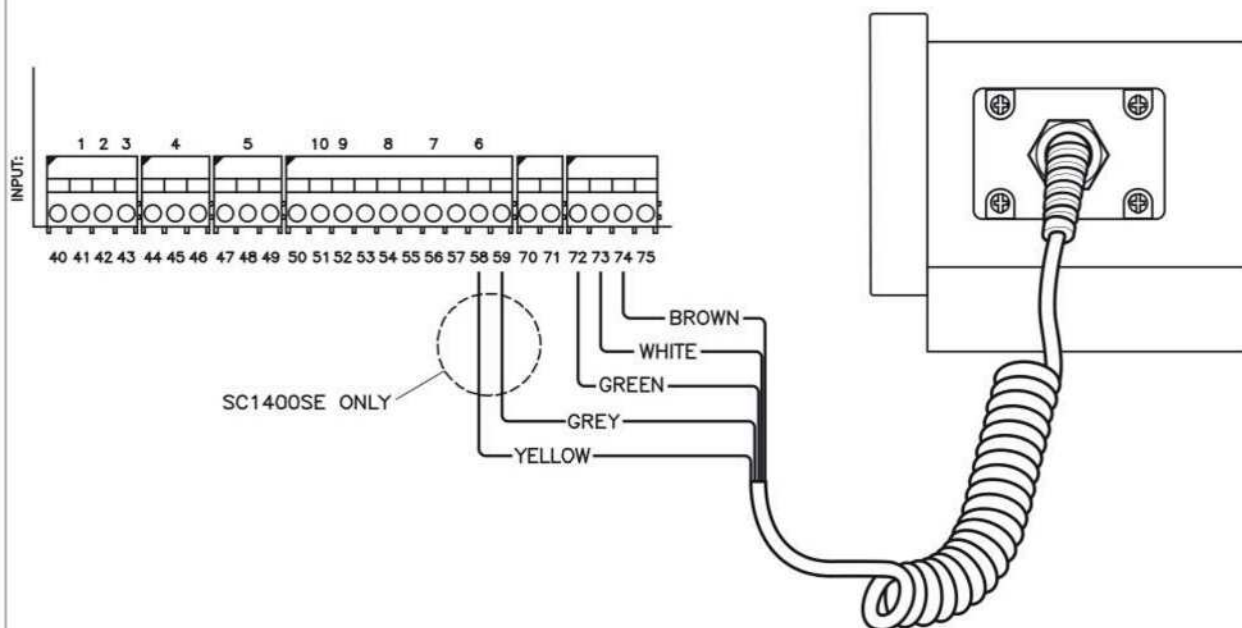 INPUT:
1 2 3 4 5 10 9 8 7 6
40 41 42 43 44 45 46 47 48 49 50 51 52 53 54 55 56 57 58 59 70 71 72 73 74 75
BROWN
WHITE
GREEN
SC1400SE ONLY
GREY
YELLOW